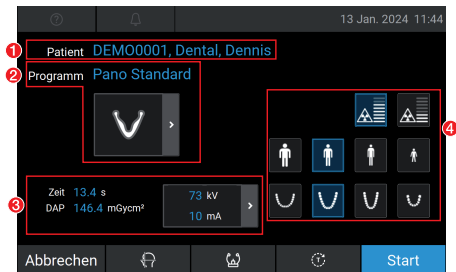 13 Jan. 2024 11:44
1 Patient DEMO0001, Dental, Dennis
2 Programm Pano Standard
4
3 Zeit 13.4 s
DAP 146.4 mGycm²
73 kV
10 mA
Abbrechen Start